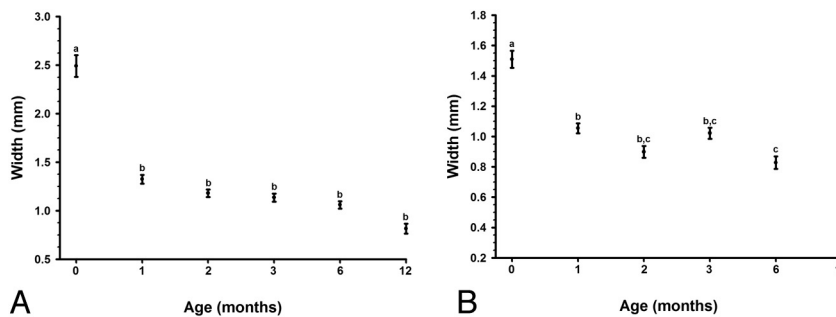 3.0
2.5
2.0
1.5
1.0
0.5
Width (mm)
a
b
b
b
b
b
0 1 2 3 6 12
Age (months)
A
1.8
1.6
1.4
1.2
1.0
0.8
0.6
0.4
0.2
Width (mm)
a
b
b,c
b,c
c
0 1 2 3 6
Age (months)
B